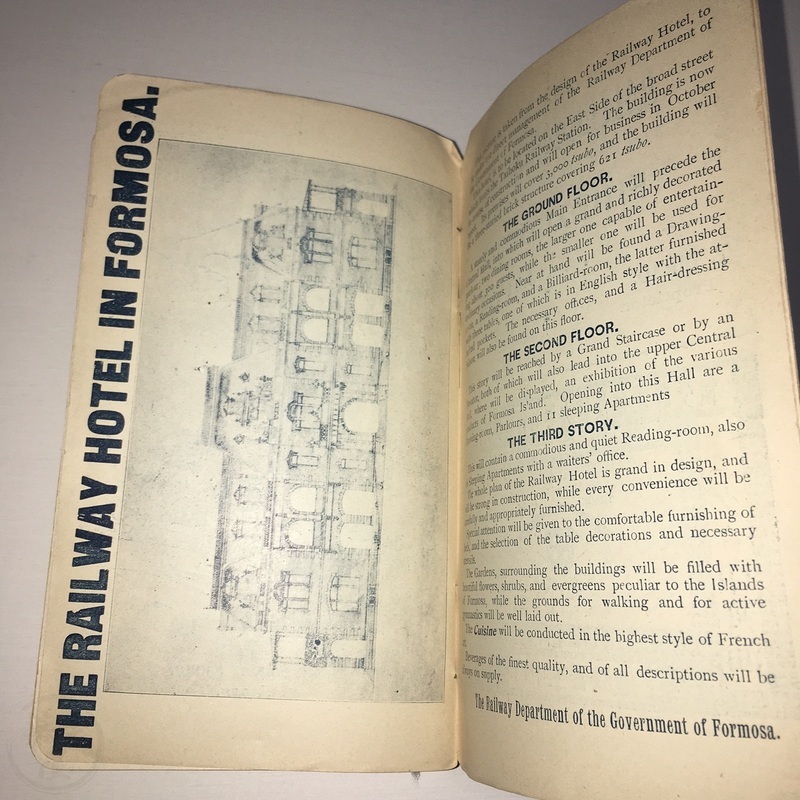 THE RAILWAY HOTEL IN FORMOSA.
is taken from the design of the Railway Hotel, to
management of the Railway Department of
Formosa.
to be located on the East Side of the broad street
Railway Station. The building is now
and will open for business in October
will cover 3,000 tsubo, and the building will
brick structure covering 621 tsubo.
THE GROUND FLOOR.
and commodious Main Entrance will precede the
into which will open a grand and richly decorated
dining rooms, the larger one capable of entertain-
guests, while the smaller one will be used for
occasions. Near at hand will be found a Drawing-
a Reading-room, and a Billiard-room, the latter furnished
tables, one of which is in English style with the at-
pockets. The necessary offices, and a Hair-dressing
will also be found on this floor.
THE SECOND FLOOR.
This story will be reached by a Grand Staircase or by an
both of which will also lead into the upper Central
where will be displayed, an exhibition of the various
of Formosa Island. Opening into this Hall are a
Parlours, and 11 sleeping Apartments
THE THIRD STORY.
This will contain a commodious and quiet Reading-room, also
Sleeping Apartments with a waiters' office.
whole plan of the Railway Hotel is grand in design, and
be strong in construction, while every convenience will be
and appropriately furnished.
Special attention will be given to the comfortable furnishing of
and the selection of the table decorations and necessary
The Gardens, surrounding the buildings will be filled with
beautiful flowers, shrubs, and evergreens peculiar to the Islands
of Formosa, while the grounds for walking and for active
gymnastics will be well laid out.
The Cuisine will be conducted in the highest style of French
Beverages of the finest quality, and of all descriptions will be
always on supply.
The Railway Department of the Government of Formosa.